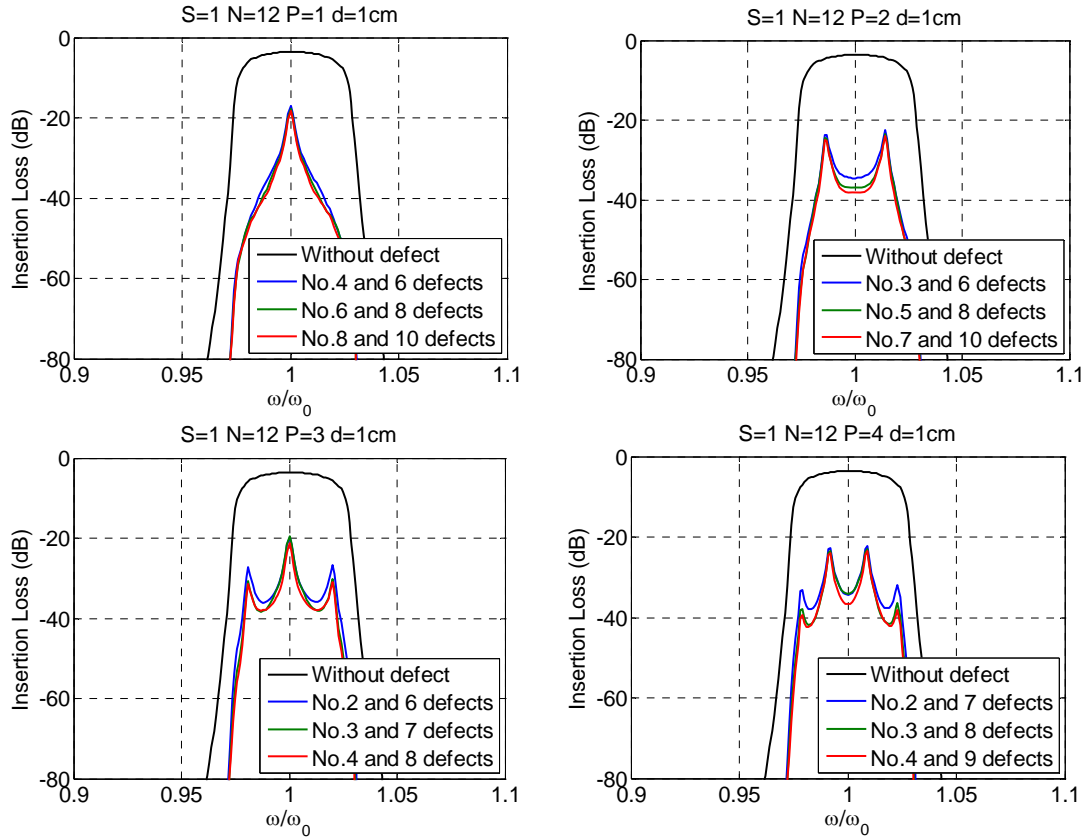 S=1 N=12 P=1 d=1cm
0
-20
-40
-60
-80
Insertion Loss (dB)
Without defect
No.4 and 6 defects
No.6 and 8 defects
No.8 and 10 defects
0.9
0.95
1
1.05
1.1
ω/ω0
S=1 N=12 P=2 d=1cm
0
-20
-40
-60
-80
Insertion Loss (dB)
Without defect
No.3 and 6 defects
No.5 and 8 defects
No.7 and 10 defects
0.9
0.95
1
1.05
1.1
ω/ω0
S=1 N=12 P=3 d=1cm
0
-20
-40
-60
-80
Insertion Loss (dB)
Without defect
No.2 and 6 defects
No.3 and 7 defects
No.4 and 8 defects
0.9
0.95
1
1.05
1.1
ω/ω0
S=1 N=12 P=4 d=1cm
0
-20
-40
-60
-80
Insertion Loss (dB)
Without defect
No.2 and 7 defects
No.3 and 8 defects
No.4 and 9 defects
0.9
0.95
1
1.05
1.1
ω/ω0